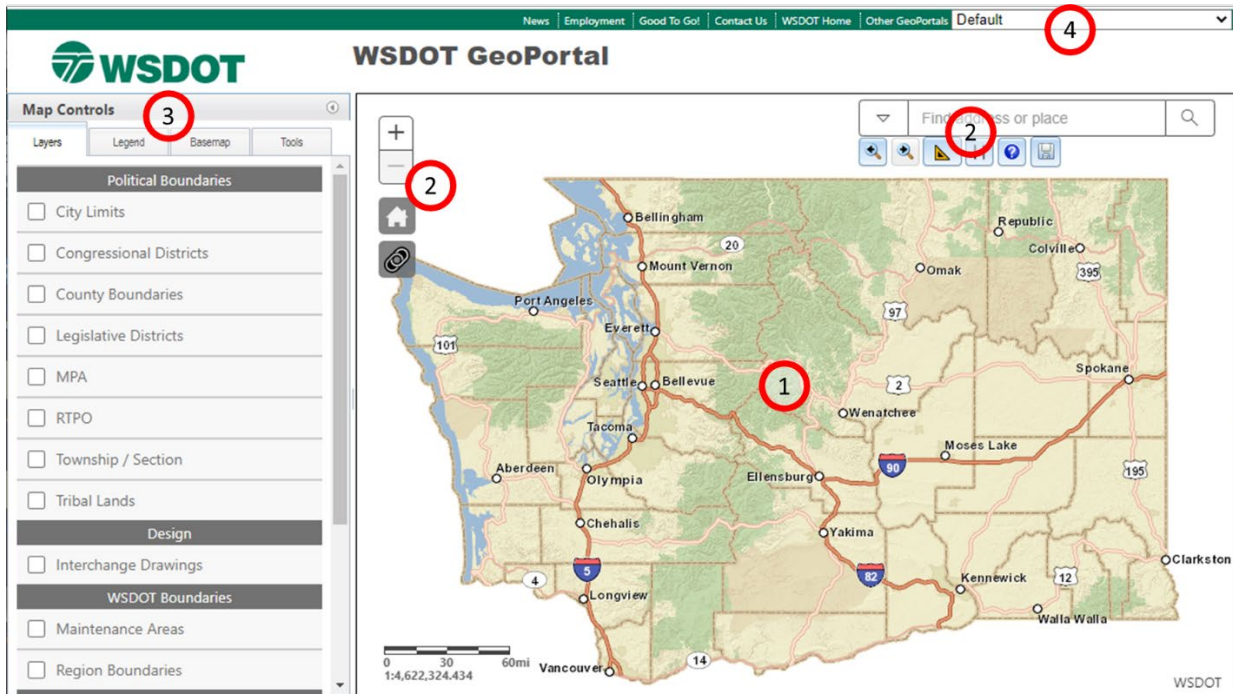 News Employment Good To Go! Contact Us WSDOT Home Other GeoPortals Default
4
WSDOT
WSDOT GeoPortal
Map Controls
3
Layers Legend Basemap Tools
Political Boundaries
City Limits
Congressional Districts
County Boundaries
Legislative Districts
MPA
RTPO
Township / Section
Tribal Lands
Design
Interchange Drawings
WSDOT Boundaries
Maintenance Areas
Region Boundaries
+
−
2
Find address or place
2
?
Bellingham
Republic
20
Colville
Mount Vernon
Omak
395
Port Angeles
97
Everett
101
Spokane
Seattle
Bellevue
1
2
Wenatchee
Tacoma
Moses Lake
Aberdeen
Olympia
Ellensburg
90
195
Chehalis
Yakima
Clarkston
5
4
82
Kennewick
12
Longview
Walla Walla
0 30 60mi
1:4,622,324.434
Vancouver
14
WSDOT